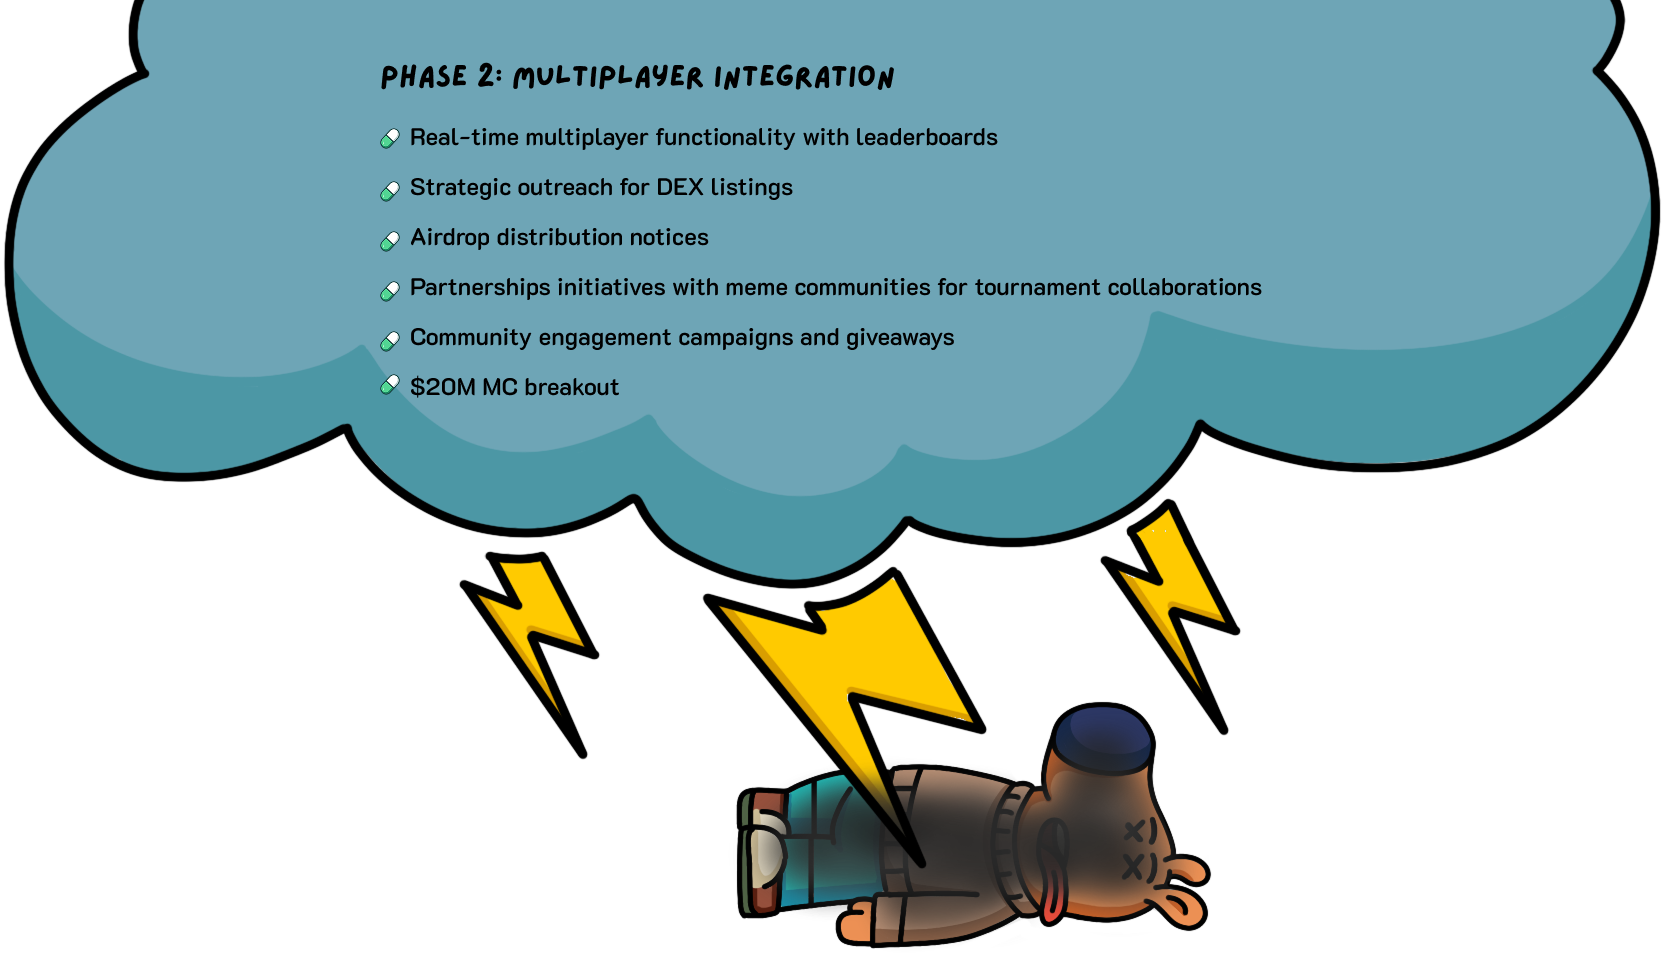 PHASE 2: MULTIPLAYER INTEGRATION
Real-time multiplayer functionality with leaderboards
Strategic outreach for DEX listings
Airdrop distribution notices
Partnerships initiatives with meme communities for tournament collaborations
Community engagement campaigns and giveaways
$20M MC breakout